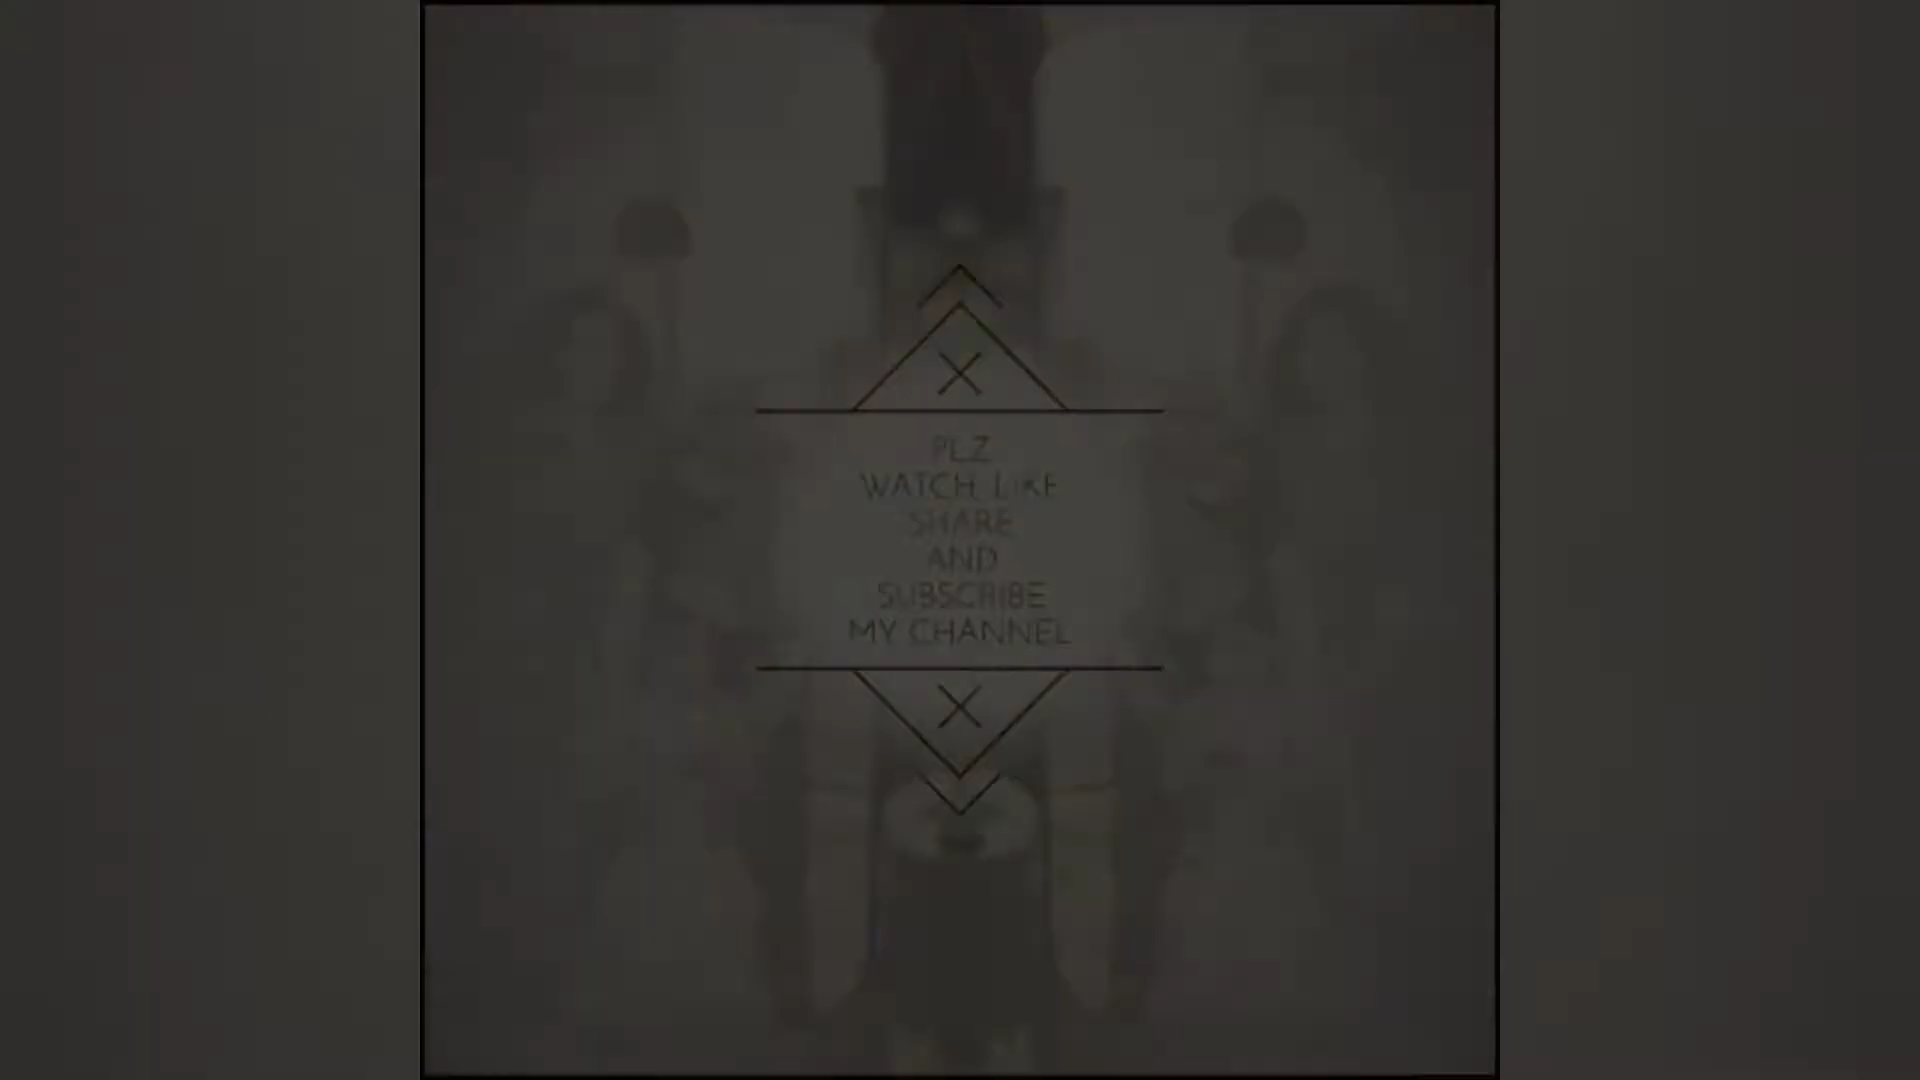 PLZ
WATCH, LIKE
SHARE
AND
SUBSCRIBE
MY CHANNEL